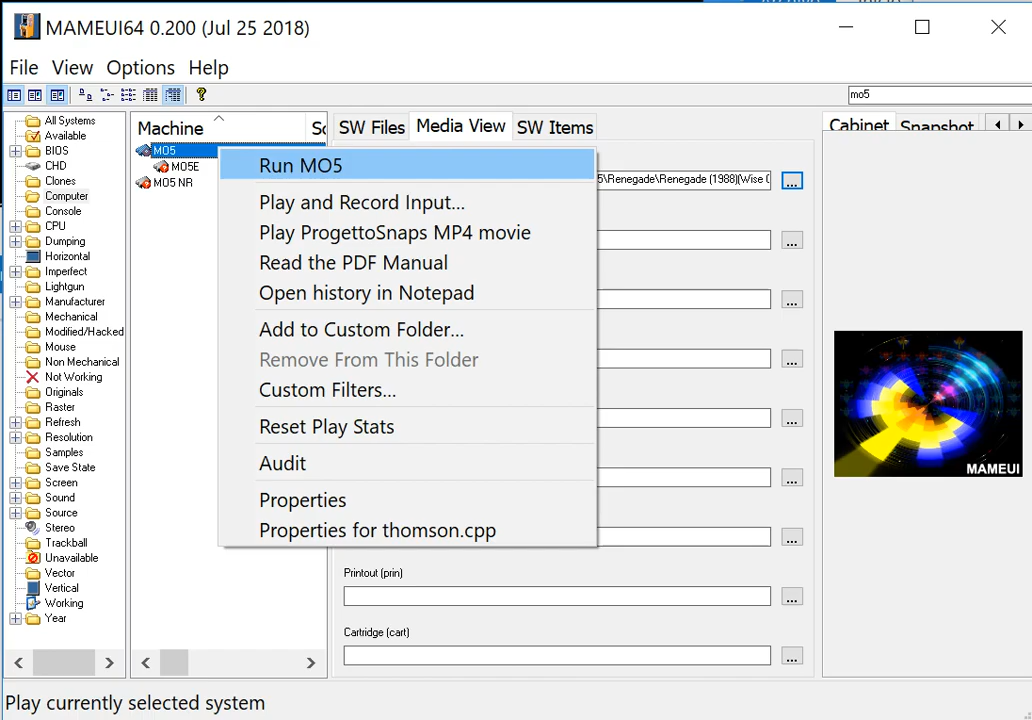 MAMEUI64 0.200 (Jul 25 2018)
File View Options Help
mo5
All Systems
Available
BIOS
CHD
Clones
Computer
Console
CPU
Dumping
Horizontal
Imperfect
Lightgun
Manufacturer
Mechanical
Modified/Hacked
Mouse
Non Mechanical
Not Working
Originals
Raster
Refresh
Resolution
Samples
Save State
Screen
Sound
Source
Stereo
Trackball
Unavailable
Vector
Vertical
Working
Year
Machine
MO5
MO5E
MO5 NR
SW Files Media View SW Items
5\Renegade\Renegade (1988)(Wise
...
...
...
...
...
...
...
Printout (prin)
...
Cartridge (cart)
...
Run MO5
Play and Record Input...
Play ProgettoSnaps MP4 movie
Read the PDF Manual
Open history in Notepad
Add to Custom Folder...
Remove From This Folder
Custom Filters...
Reset Play Stats
Audit
Properties
Properties for thomson.cpp
Cabinet Snapshot
MAMEUI
Play currently selected system